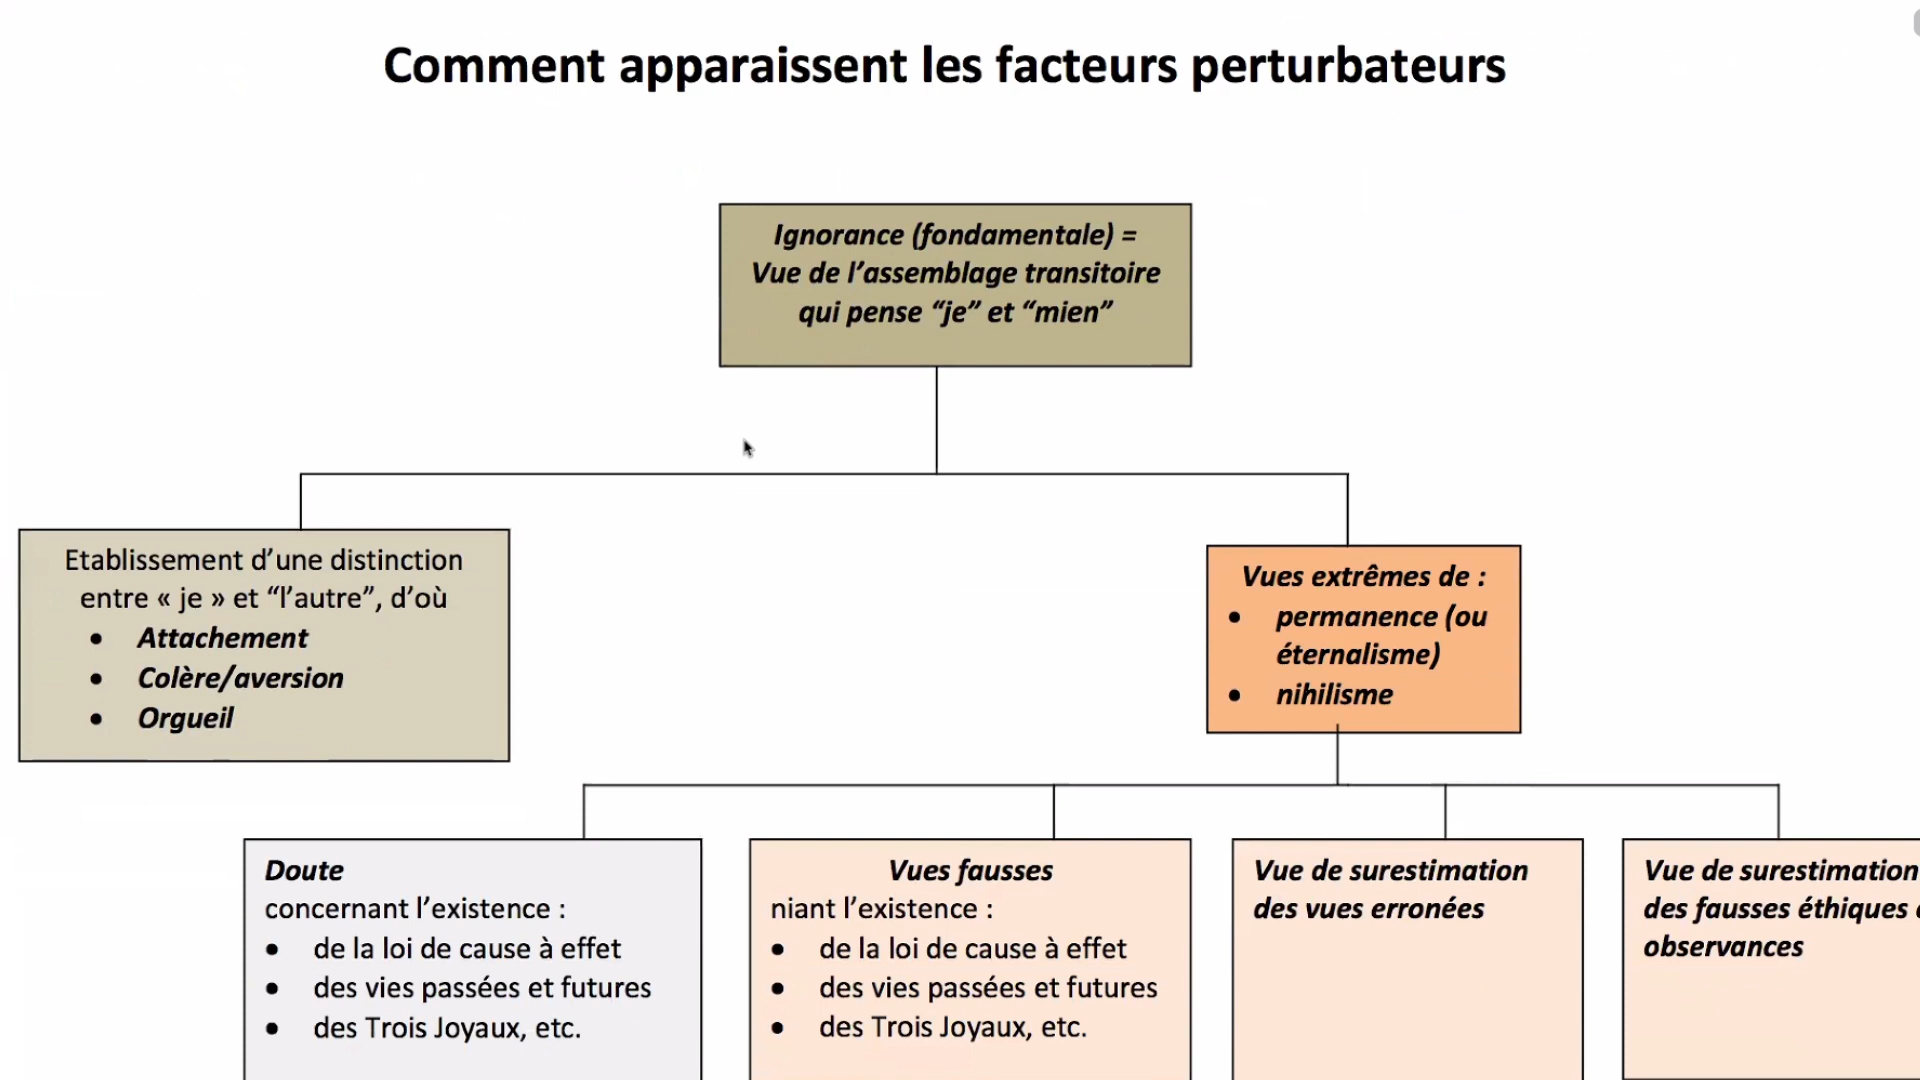 Comment apparaissent les facteurs perturbateurs
Ignorance (fondamentale) =
Vue de l’assemblage transitoire
qui pense “je” et “mien”
Etablissement d’une distinction
entre « je » et “l’autre”, d’où
• Attachement
• Colère/aversion
• Orgueil
Vues extrêmes de :
• permanence (ou
éternalisme)
• nihilisme
Doute
concernant l’existence :
• de la loi de cause à effet
• des vies passées et futures
• des Trois Joyaux, etc.
Vues fausses
niant l’existence :
• de la loi de cause à effet
• des vies passées et futures
• des Trois Joyaux, etc.
Vue de surestimation
des vues erronées
Vue de surestimation
des fausses éthiques
observances